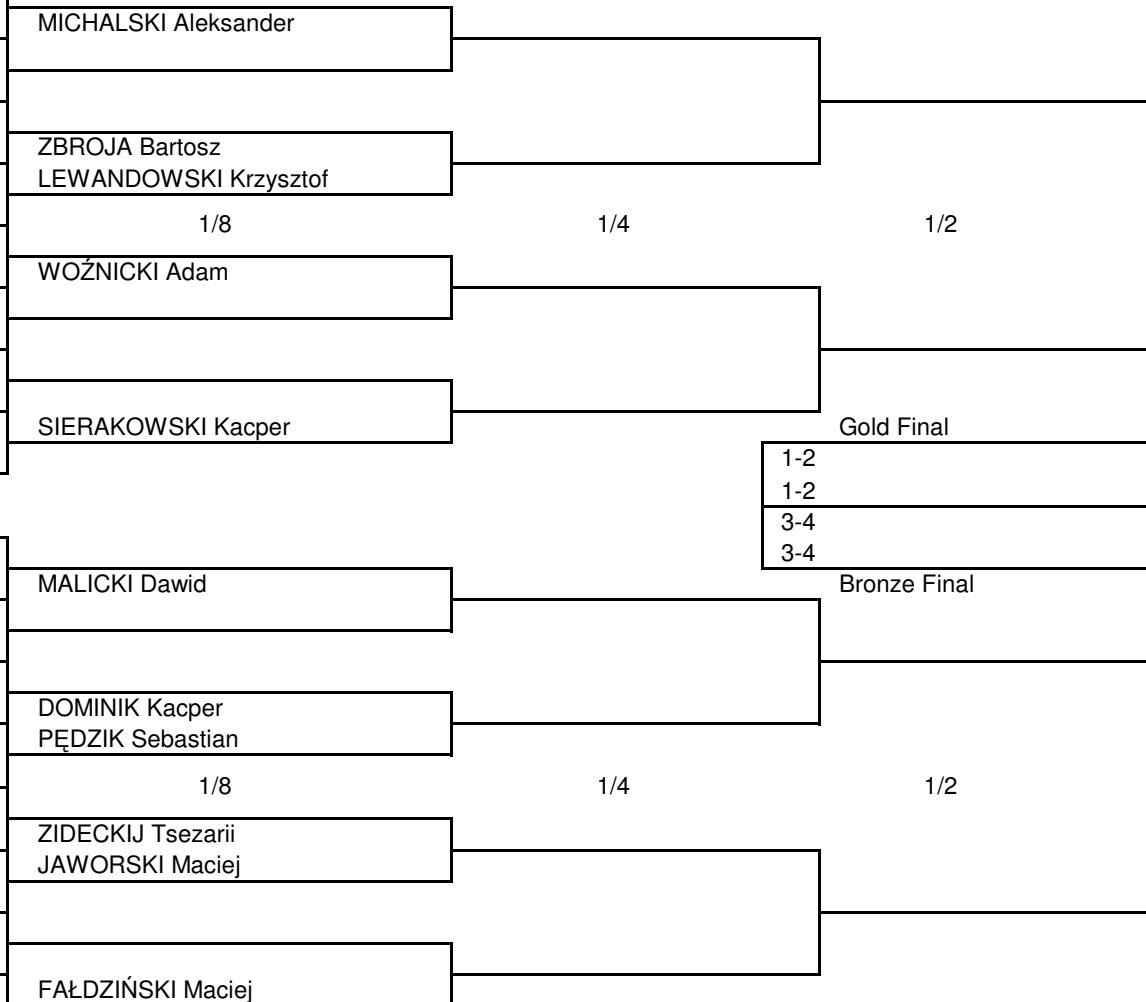 MICHALSKI Aleksander
ZBROJA Bartosz
LEWANDOWSKI Krzysztof
1/8 1/4 1/2
WOŹNICKI Adam
SIERAKOWSKI Kacper Gold Final
1-2
1-2
3-4
3-4
MALICKI Dawid Bronze Final
DOMINIK Kacper
PĘDZIK Sebastian
1/8 1/4 1/2
ZIDECKIJ Tsezarii
JAWORSKI Maciej
FAŁDZIŃSKI Maciej